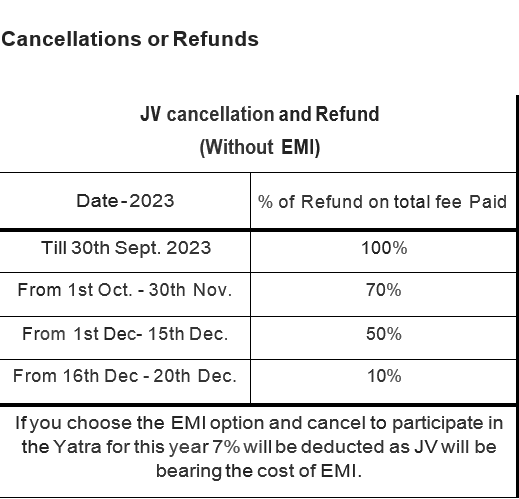 Cancellations or Refunds
JV cancellation and Refund
(Without EMI)
Date-2023 % of Refund on total fee Paid
Till 30th Sept. 2023 100%
From 1st Oct. - 30th Nov. 70%
From 1st Dec- 15th Dec. 50%
From 16th Dec - 20th Dec. 10%
If you choose the EMI option and cancel to participate in
the Yatra for this year 7% will be deducted as JV will be
bearing the cost of EMI.